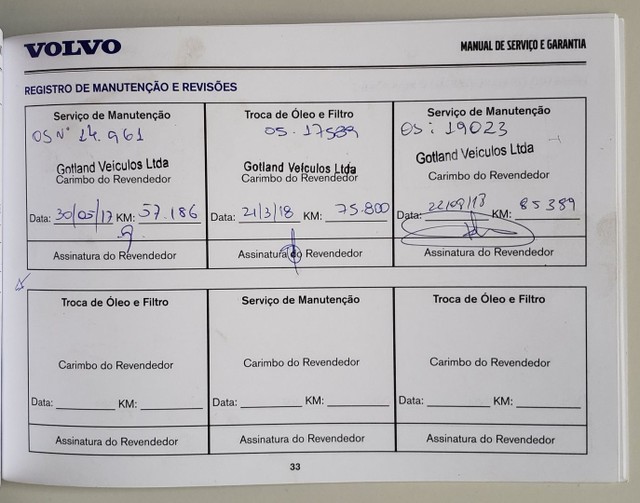 VOLVO
MANUAL DE SERVIÇO E GARANTIA
REGISTRO DE MANUTENÇÃO E REVISÕES
Serviço de Manutenção
OS Nº 14.961
Gotland Veículos Ltda
Carimbo do Revendedor
Data: 30/05/17 KM: 57.186
Assinatura do Revendedor
Troca de Óleo e Filtro
OS. 17589
Gotland Veículos Ltda
Carimbo do Revendedor
Data: 21/3/18 KM: 75.800
Assinatura do Revendedor
Serviço de Manutenção
OS: 19023
Gotland Veículos Ltda
Carimbo do Revendedor
Data: KM: 85389
Assinatura do Revendedor
Troca de Óleo e Filtro
Carimbo do Revendedor
Data: KM:
Assinatura do Revendedor
Serviço de Manutenção
Carimbo do Revendedor
Data: KM:
Assinatura do Revendedor
Troca de Óleo e Filtro
Carimbo do Revendedor
Data: KM:
Assinatura do Revendedor
33